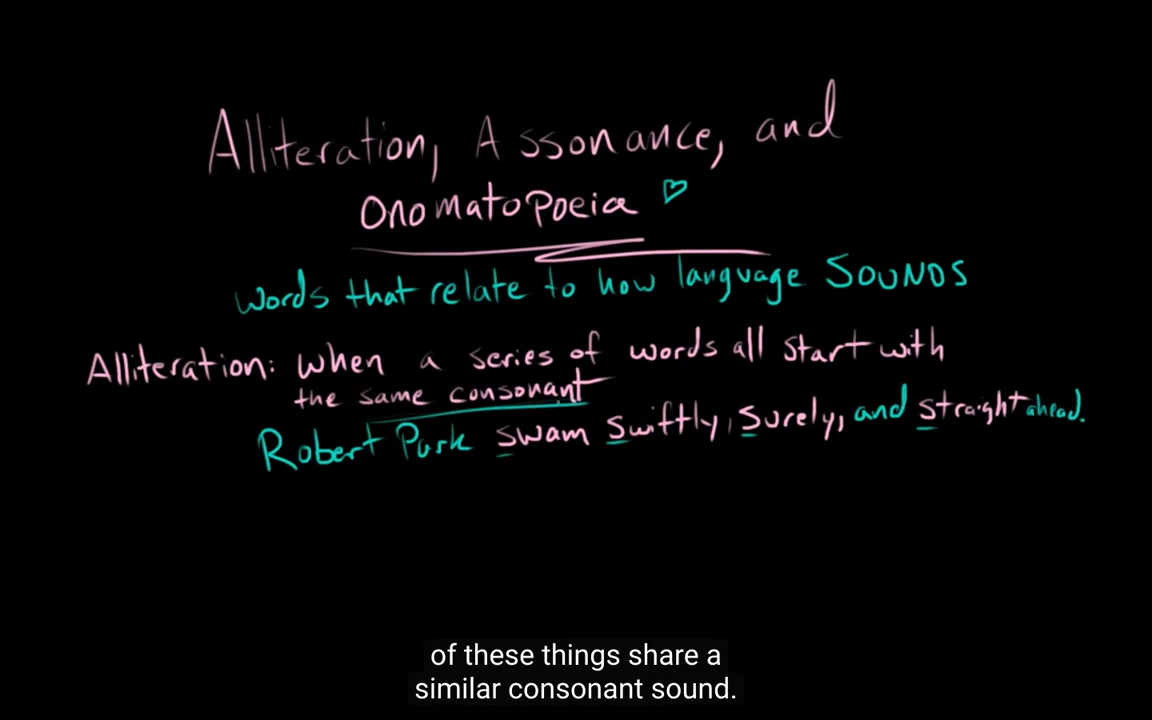 Alliteration, Assonance, and
Onomatopoeia
words that relate to how language SOUNDS
Alliteration: when a series of words all start with
the same consonant
Robert Park swam swiftly, surely, and straight ahead.
of these things share a
similar consonant sound.